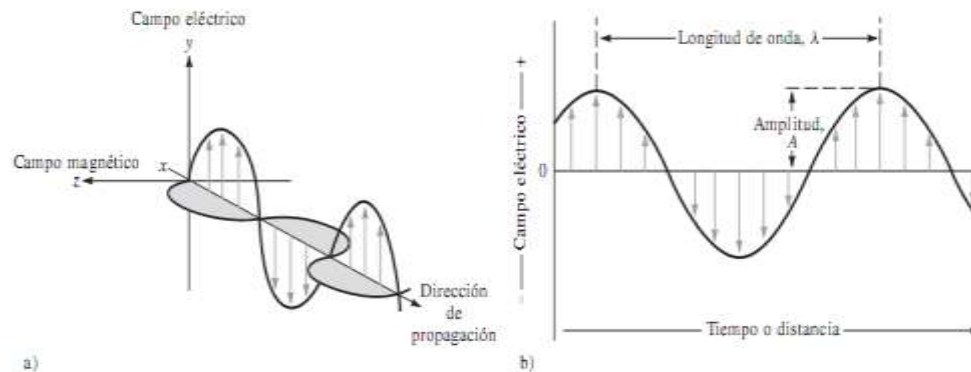 Campo eléctrico
y
Campo magnético
x
z
Dirección
de
propagación
a)
Longitud de onda, λ
Amplitud,
A
+
0
Campo eléctrico
–
Tiempo o distancia
b)